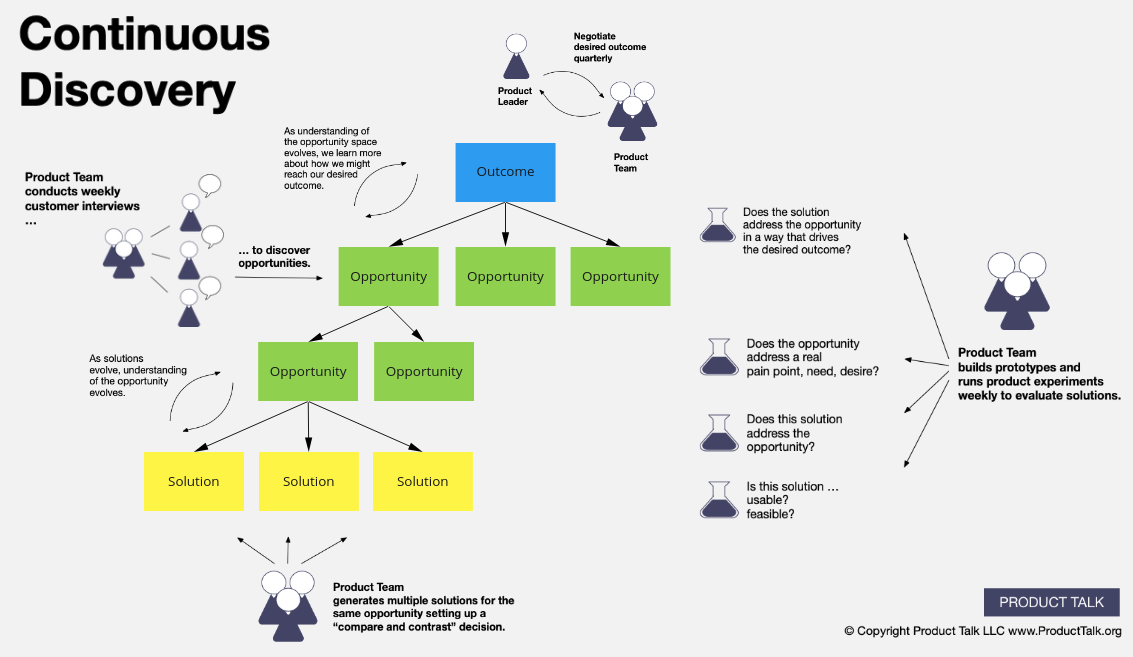 Continuous
Discovery
Negotiate
desired outcome
quarterly
Product
Leader
Product
Team
As understanding of
the opportunity space
evolves, we learn more
about how we might
reach our desired
outcome.
Outcome
Product Team
conducts weekly
customer interviews
...
... to discover
opportunities.
Opportunity
Opportunity
Opportunity
As solutions
evolve, understanding
of the opportunity
evolves.
Opportunity
Opportunity
Solution
Solution
Solution
Product Team
generates multiple solutions for the
same opportunity setting up a
“compare and contrast” decision.
Does the solution
address the opportunity
in a way that drives
the desired outcome?
Does the opportunity
address a real
pain point, need, desire?
Does this solution
address the
opportunity?
Is this solution ...
usable?
feasible?
Product Team
builds prototypes and
runs product experiments
weekly to evaluate solutions.
PRODUCT TALK
© Copyright Product Talk LLC www.ProductTalk.org